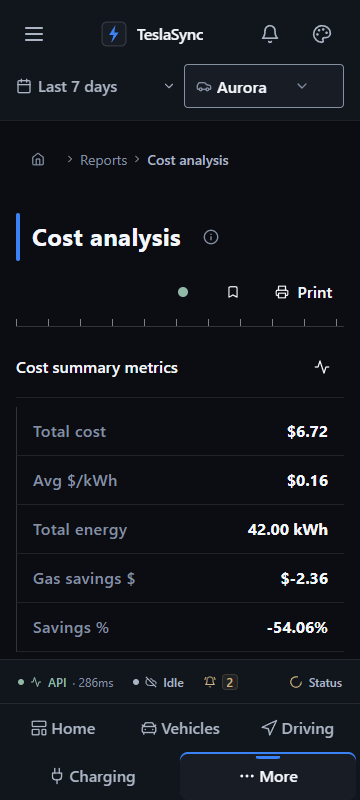 TeslaSync
Last 7 days
Aurora
Reports
Cost analysis
Cost analysis
Print
Cost summary metrics
Total cost $6.72
Avg $/kWh $0.16
Total energy 42.00 kWh
Gas savings $ $-2.36
Savings % -54.06%
API · 286ms Idle 2 Status
Home Vehicles Driving
Charging More